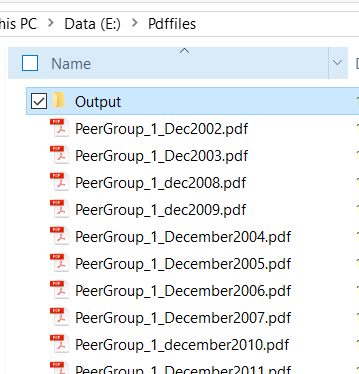 his PC > Data (E:) > Pdffiles
Name
Output
PeerGroup_1_Dec2002.pdf
PeerGroup_1_Dec2003.pdf
PeerGroup_1_dec2008.pdf
PeerGroup_1_dec2009.pdf
PeerGroup_1_December2004.pdf
PeerGroup_1_December2005.pdf
PeerGroup_1_December2006.pdf
PeerGroup_1_December2007.pdf
PeerGroup_1_december2010.pdf
PeerGroup_1_December2011.pdf